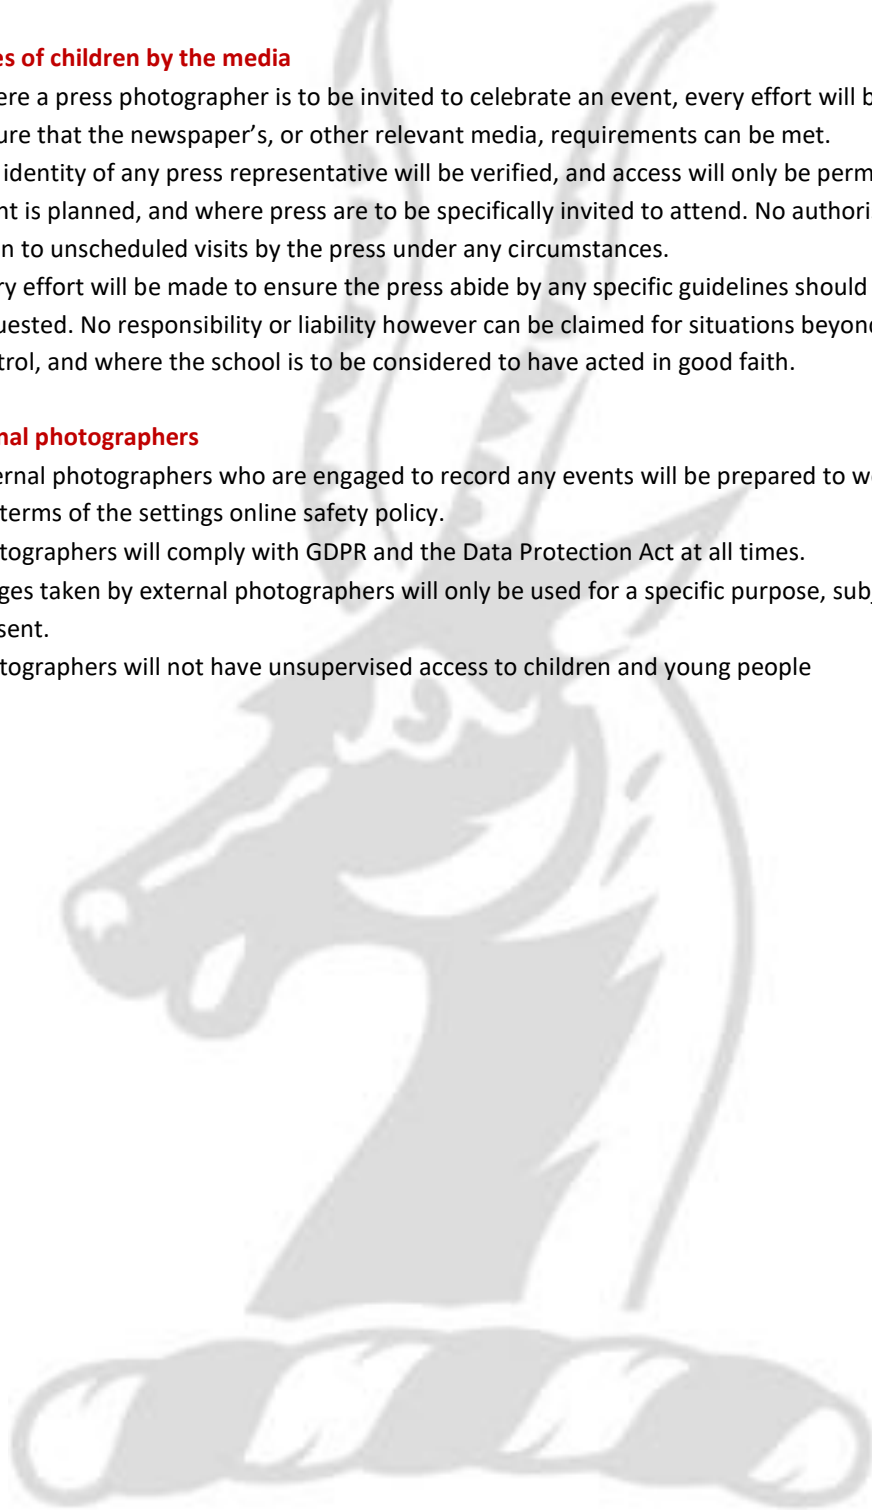 es of children by the media
ere a press photographer is to be invited to celebrate an event, every effort will b
ure that the newspaper's, or other relevant media, requirements can be met.
identity of any press representative will be verified, and access will only be perm
nt is planned, and where press are to be specifically invited to attend. No authoris
n to unscheduled visits by the press under any circumstances.
ry effort will be made to ensure the press abide by any specific guidelines should
uested. No responsibility or liability however can be claimed for situations beyond
trol, and where the school is to be considered to have acted in good faith.
nal photographers
ernal photographers who are engaged to record any events will be prepared to wo
terms of the settings online safety policy.
tographers will comply with GDPR and the Data Protection Act at all times.
ges taken by external photographers will only be used for a specific purpose, subj
sent.
tographers will not have unsupervised access to children and young people